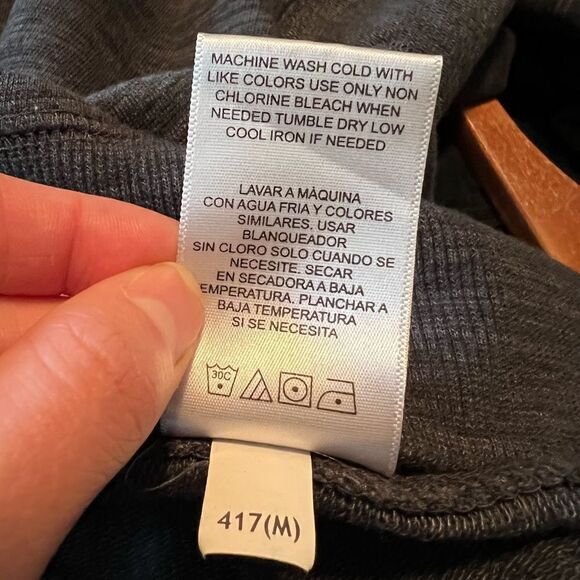 MACHINE WASH COLD WITH
LIKE COLORS USE ONLY NON
CHLORINE BLEACH WHEN
NEEDED TUMBLE DRY LOW
COOL IRON IF NEEDED
LAVAR A MÀQUINA
CON AGUA FRIA Y COLORES
SIMILARES, USAR
BLANQUEADOR
SIN CLORO SOLO CUANDO SE
NECESITE, SECAR
EN SECADORA A BAJA
TEMPERATURA, PLANCHAR A
BAJA TEMPERATURA
SI SE NECESITA
30C
417(M)